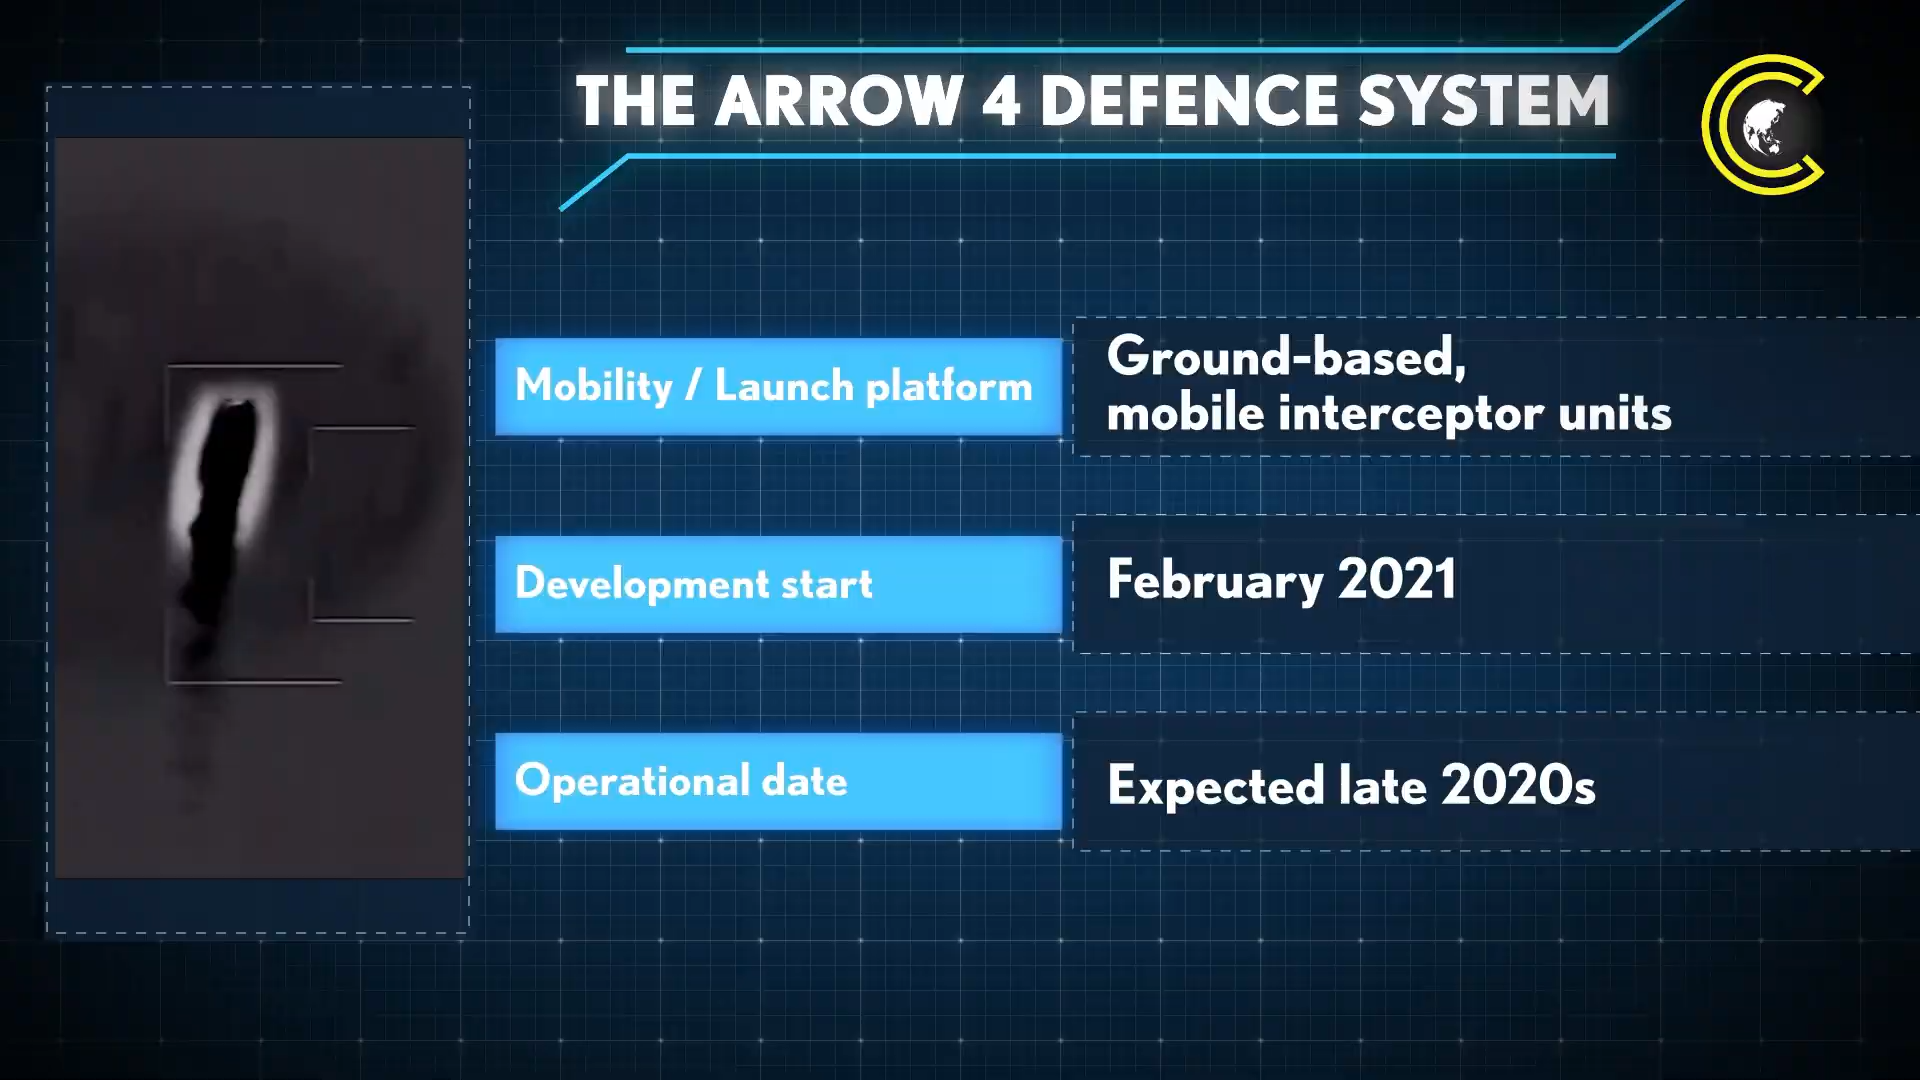 THE ARROW 4 DEFENCE SYSTEM
Mobility / Launch platform
Ground-based,
mobile interceptor units
Development start
February 2021
Operational date
Expected late 2020s